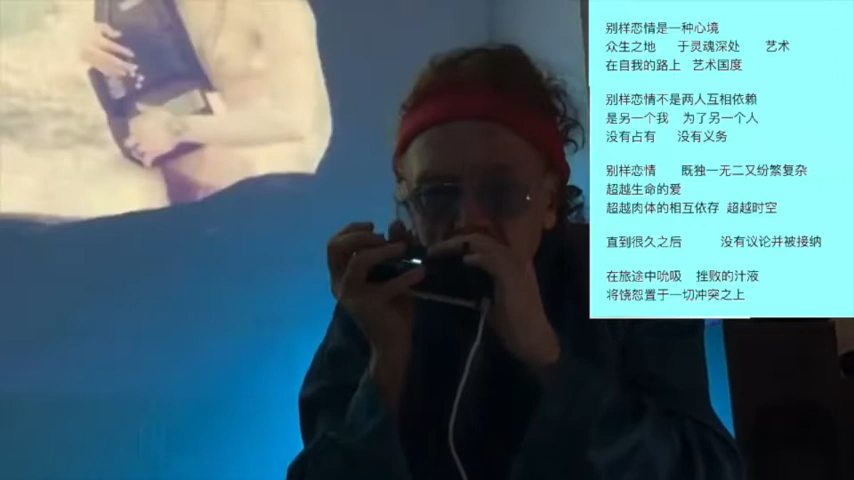 别样恋情是一种心境
众生之地 于灵魂深处 艺术
在自我的路上 艺术国度
别样恋情不是两人互相依赖
是另一个我 为了另一个人
没有占有 没有义务
别样恋情 既独一无二又纷繁复杂
超越生命的爱
超越肉体的相互依存 超越时空
直到很久之后 没有议论并被接纳
在旅途中吮吸 挫败的汁液
将饶恕置于一切冲突之上